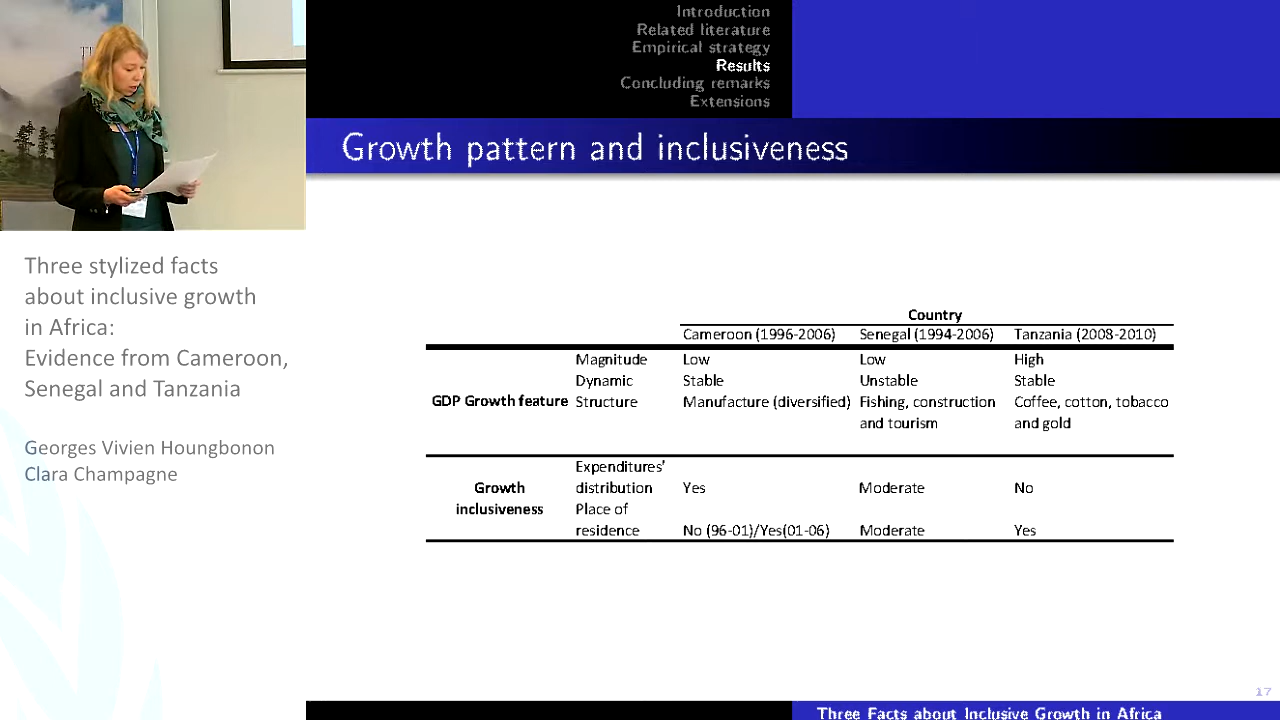 Introduction
Related literature
Empirical strategy
Results
Concluding remarks
Extensions
Growth pattern and inclusiveness
Three stylized facts
about inclusive growth
in Africa:
Evidence from Cameroon,
Senegal and Tanzania
Georges Vivien Houngbonon
Clara Champagne
Country
Cameroon (1996-2006) Senegal (1994-2006) Tanzania (2008-2010)
Magnitude Low Low High
Dynamic Stable Unstable Stable
GDP Growth feature Structure Manufacture (diversified) Fishing, construction Coffee, cotton, tobacco
and tourism and gold
Expenditures’
Growth distribution Yes Moderate No
inclusiveness Place of
residence No (96-01)/Yes(01-06) Moderate Yes
17
Three Facts about Inclusive Growth in Africa